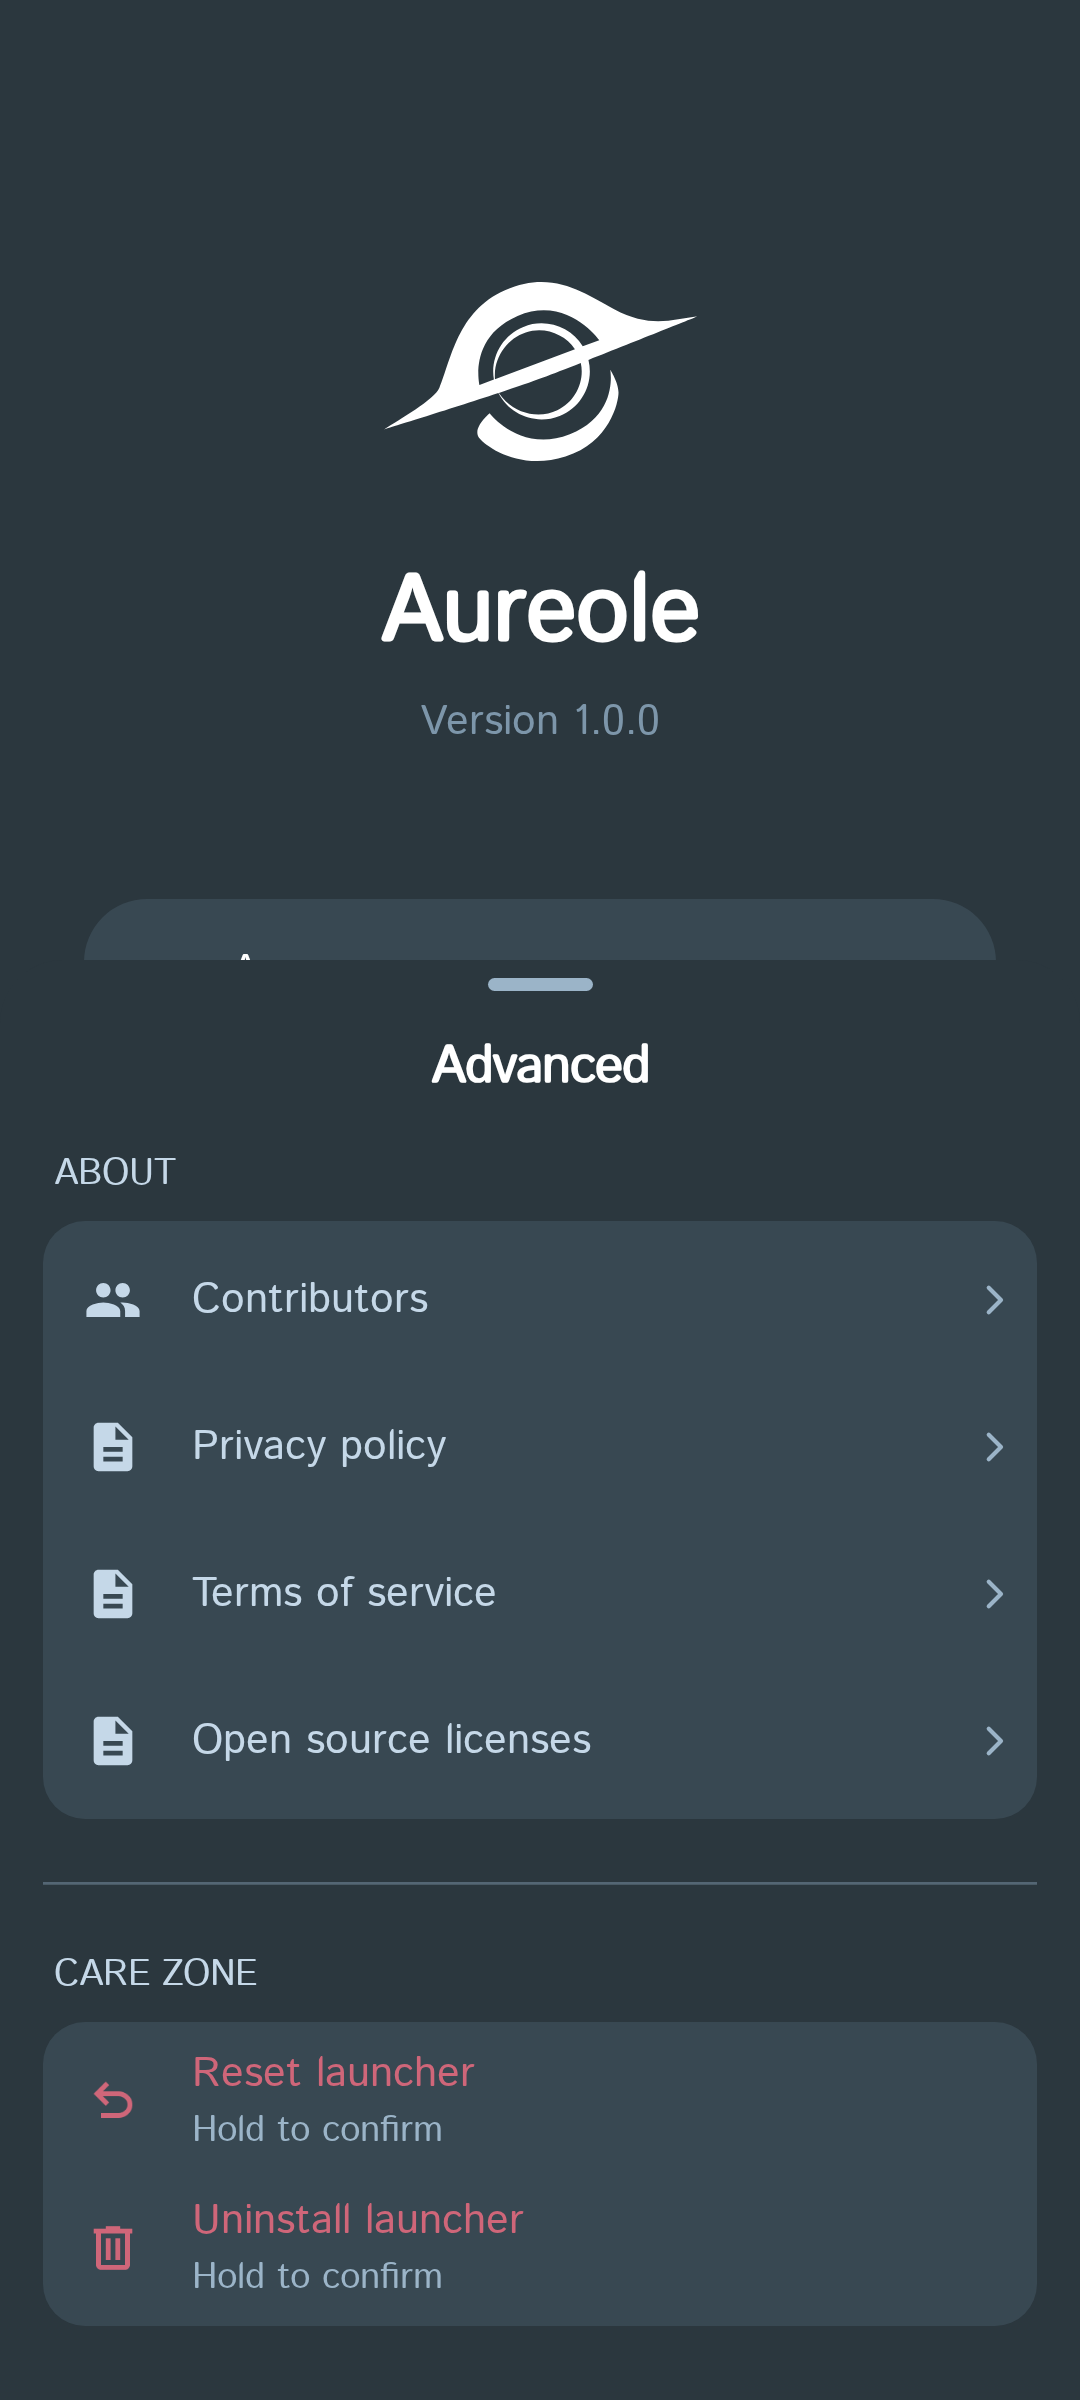 Aureole
Version 1.0.0
Advanced
ABOUT
Contributors
Privacy policy
Terms of service
Open source licenses
CARE ZONE
Reset launcher
Hold to confirm
Uninstall launcher
Hold to confirm